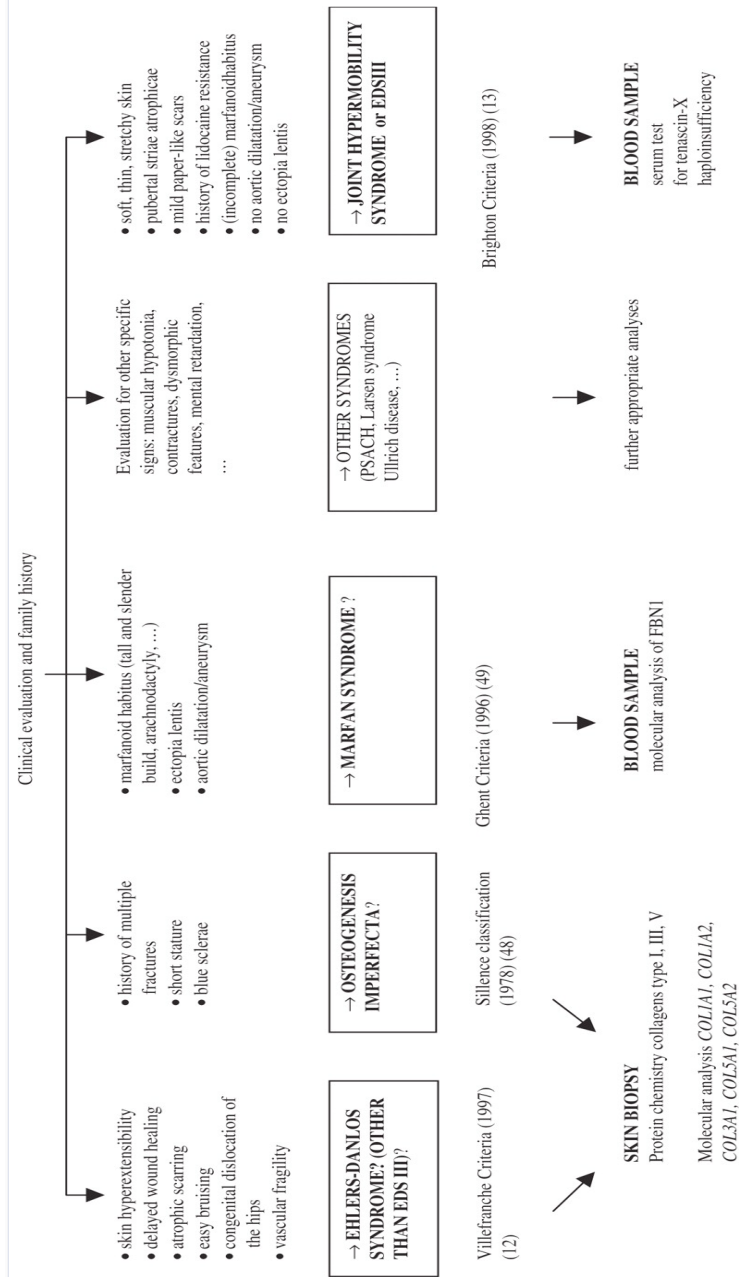 Clinical evaluation and family history
• skin hyperextensibility
• delayed wound healing
• atrophic scarring
• easy bruising
• congenital dislocation of
the hips
• vascular fragility
→ EHLERS-DANLOS
SYNDROME? (OTHER
THAN EDS III)?
Villefranche Criteria (1997)
(12)
• history of multiple
fractures
• short stature
• blue sclerae
→ OSTEOGENESIS
IMPERFECTA?
Sillence classification
(1978) (48)
SKIN BIOPSY
Protein chemistry collagens type I, III, V
Molecular analysis COL1A1, COL1A2,
COL3A1, COL5A1, COL5A2
• marfanoid habitus (tall and slender
build, arachnodactyly, …)
• ectopia lentis
• aortic dilatation/aneurysm
→ MARFAN SYNDROME ?
Ghent Criteria (1996) (49)
BLOOD SAMPLE
molecular analysis of FBN1
Evaluation for other specific
signs: muscular hypotonia,
contractures, dysmorphic
features, mental retardation,
…
→ OTHER SYNDROMES
(PSACH, Larsen syndrome
Ullrich disease, …)
further appropriate analyses
• soft, thin, stretchy skin
• pubertal striae atrophicae
• mild paper-like scars
• history of lidocaine resistance
• (incomplete) marfanoidhabitus
• no aortic dilatation/aneurysm
• no ectopia lentis
→ JOINT HYPERMOBILITY
SYNDROME or EDSIII
Brighton Criteria (1998) (13)
BLOOD SAMPLE
serum test
for tenascin-X
haploinsufficiency